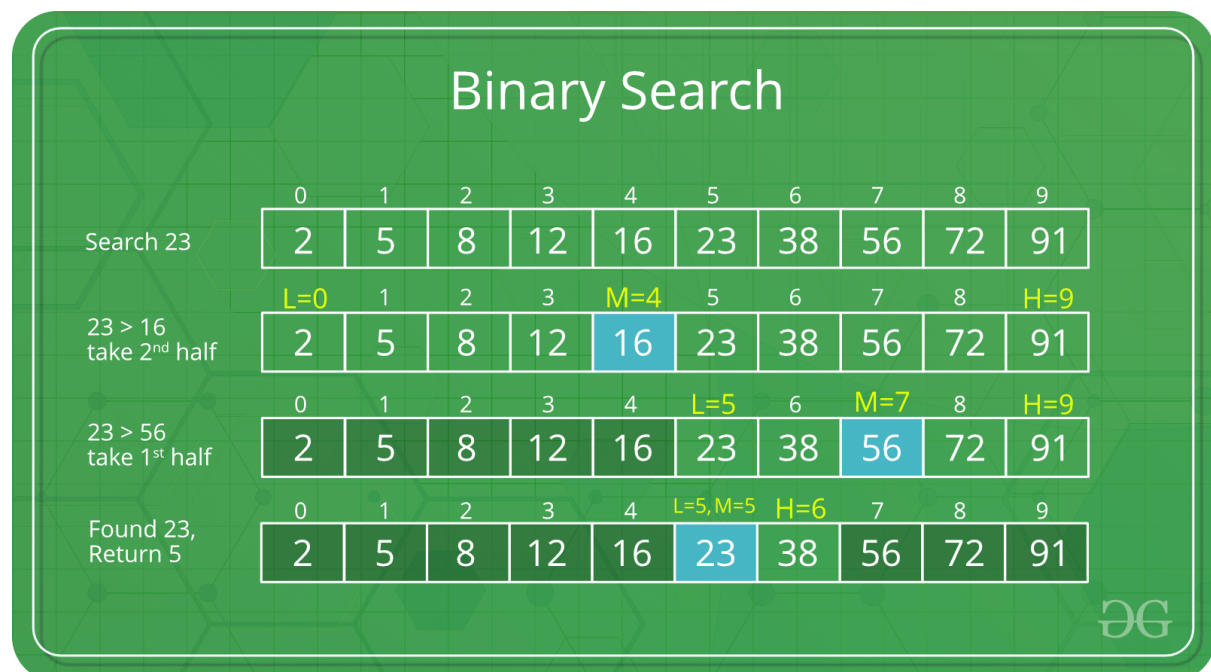 Binary Search
0 1 2 3 4 5 6 7 8 9
Search 23 2 5 8 12 16 23 38 56 72 91
L=0 1 2 3 M=4 5 6 7 8 H=9
23 > 16
take 2nd half 2 5 8 12 16 23 38 56 72 91
0 1 2 3 4 L=5 6 M=7 8 H=9
23 > 56
take 1st half 2 5 8 12 16 23 38 56 72 91
0 1 2 3 4 L=5, M=5 H=6 7 8 9
Found 23,
Return 5 2 5 8 12 16 23 38 56 72 91